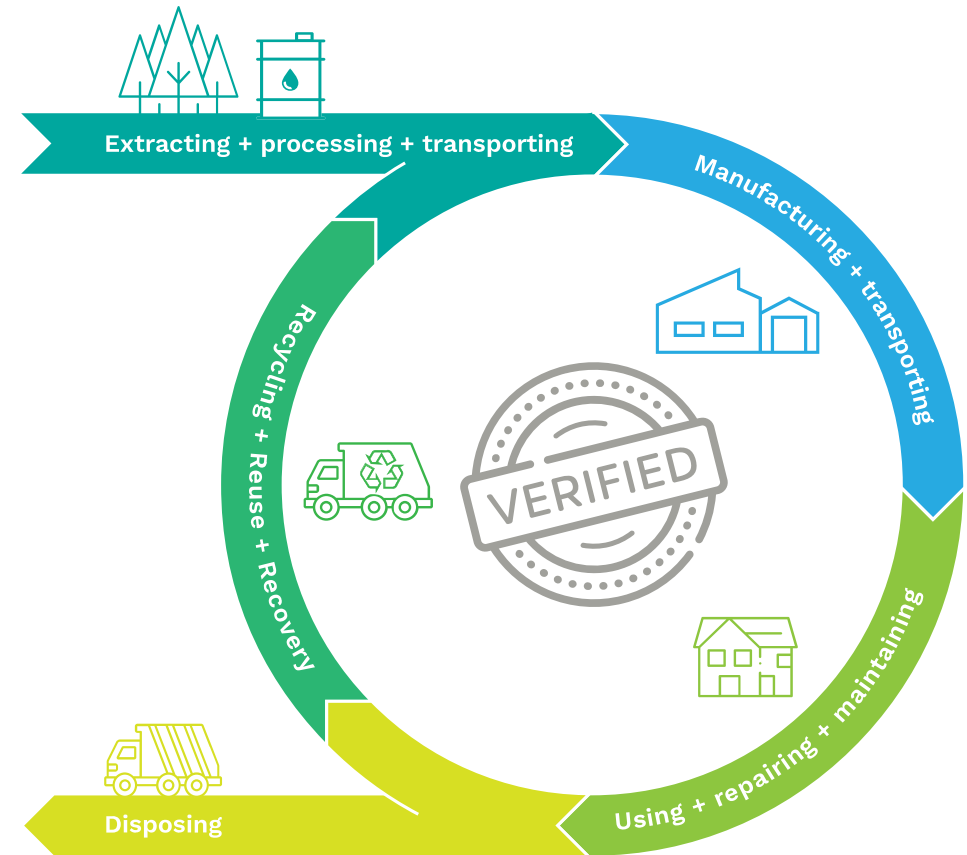 Extracting + processing + transporting
Manufacturing + transporting
Recycling + Reuse + Recovery
VERIFIED
Using + repairing + maintaining
Disposing